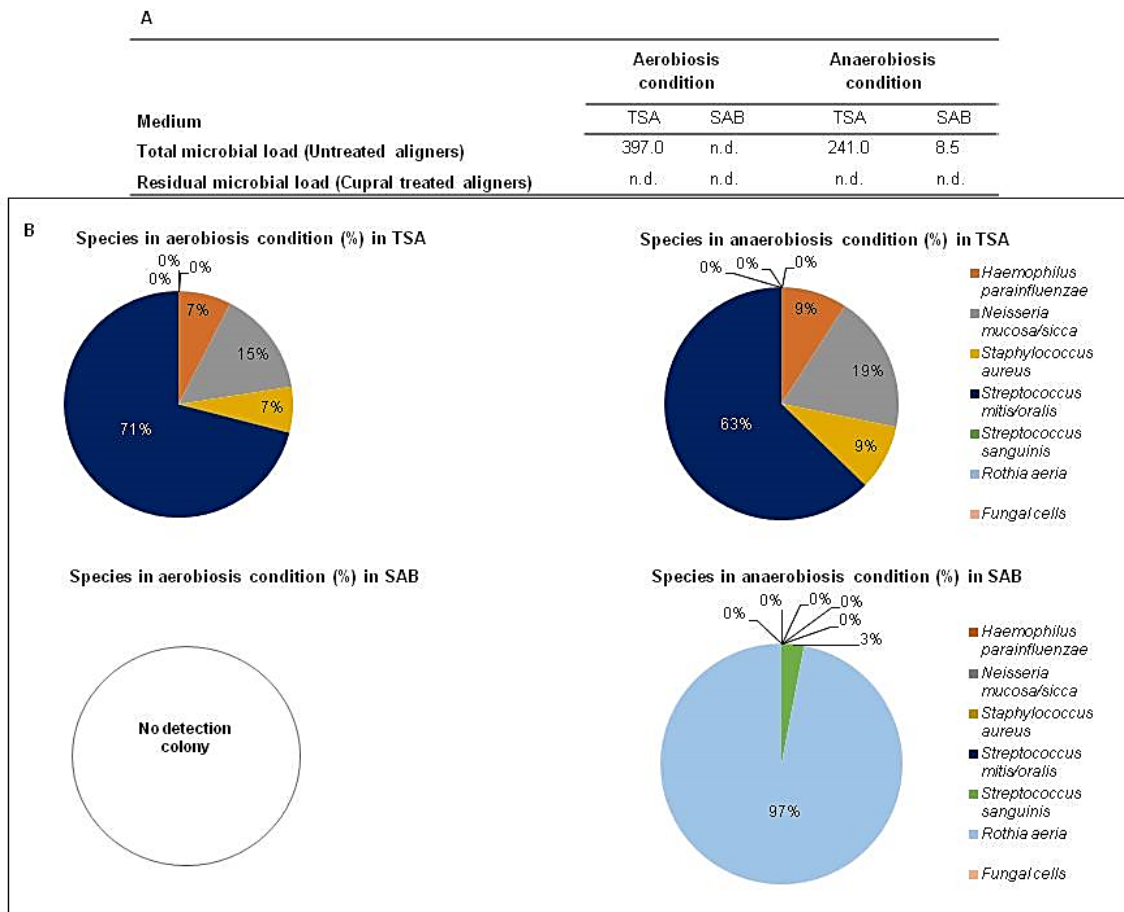 A
Aerobiosis condition
Anaerobiosis condition
Medium
TSA SAB TSA SAB
Total microbial load (Untreated aligners) 397.0 n.d. 241.0 8.5
Residual microbial load (Cupral treated aligners) n.d. n.d. n.d. n.d.
B
Species in aerobiosis condition (%) in TSA
0%
0% 0%
7%
15%
7%
71%
Species in anaerobiosis condition (%) in TSA
0% 0% 0%
9%
19%
9%
63%
Haemophilus
parainfluenzae
Neisseria
mucosa/sicca
Staphylococcus
aureus
Streptococcus
mitis/oralis
Streptococcus
sanguinis
Rothia aeria
Fungal cells
Species in aerobiosis condition (%) in SAB
No detection
colony
Species in anaerobiosis condition (%) in SAB
0% 0% 0% 0%
0%
3%
97%
Haemophilus
parainfluenzae
Neisseria
mucosa/sicca
Staphylococcus
aureus
Streptococcus
mitis/oralis
Streptococcus
sanguinis
Rothia aeria
Fungal cells